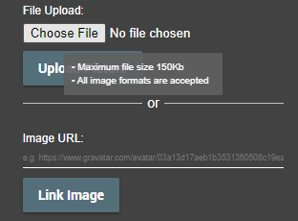 File Upload:
Choose File No file chosen
Uplo
- Maximum file size 150Kb
- All image formats are accepted
or
Image URL:
e.g. https://www.gravatar.com/avatar/03a13d17aeb1b3531360508c19ea
Link Image